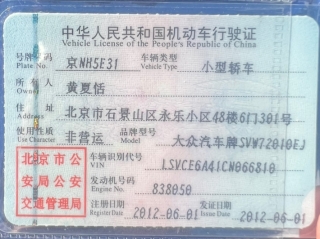 中华人民共和国机动车行驶证
Vehicle License of the People's Republic of China
号牌号码 京NH5E31 车辆类型 小型轿车
Plate No. Vehicle Type
所有人 黄夏恬
Owner
住址 北京市石景山区永乐小区48楼6门301号
Address
使用性质 非营运 品牌型号 大众汽车牌SVW72010EJ
Use Character Model
北京市公安局公安交通管理局
车辆识别代号 LSVCE6A41CN066810
VIN
发动机号码 838050
Engine No.
注册日期 2012-06-01 发证日期 2012-06-01
Register Date Issue Date